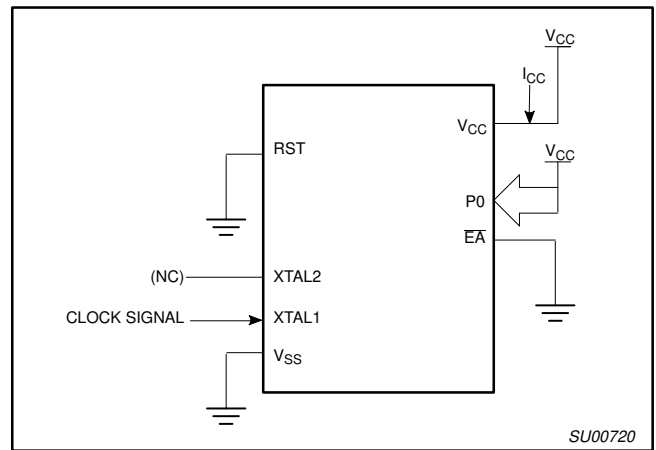 VCC
ICC
VCC
RST
VCC
P0
EA
(NC)
XTAL2
CLOCK SIGNAL
XTAL1
VSS
SU00720